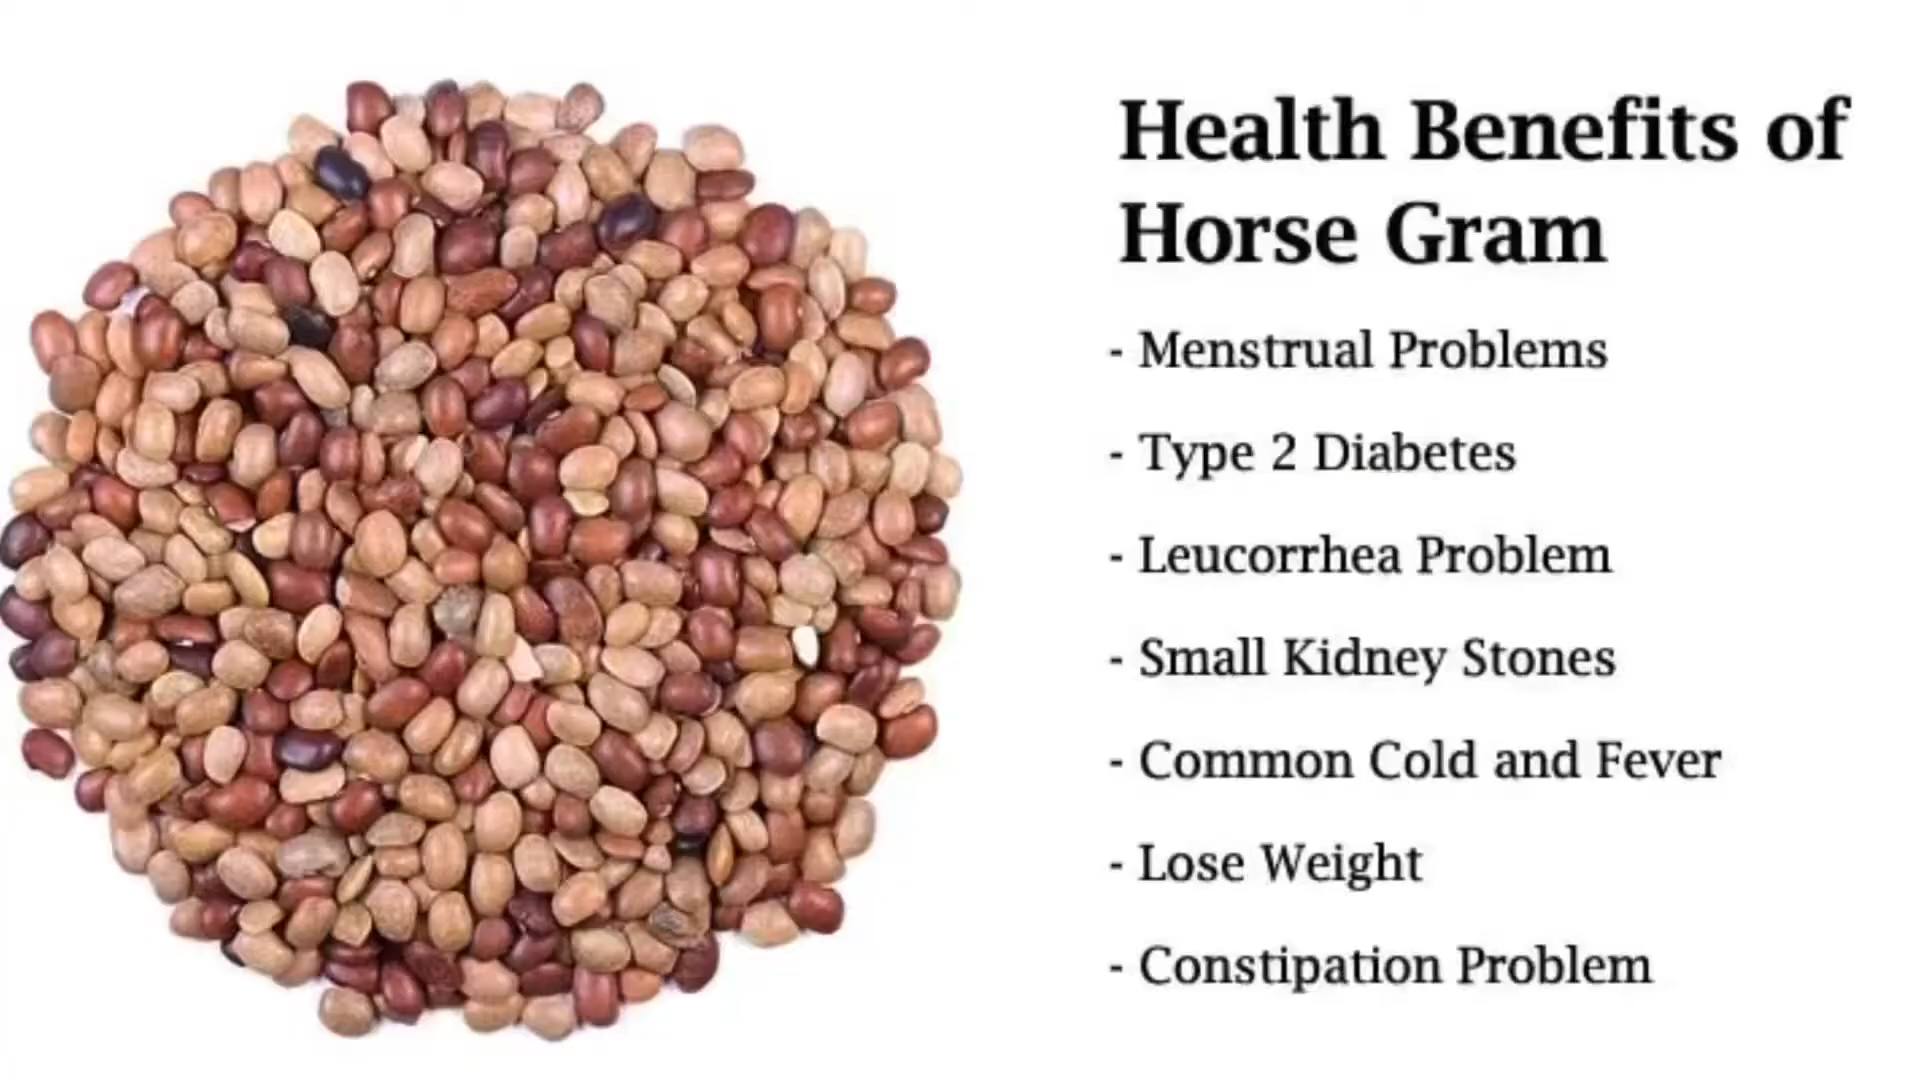 Health Benefits of
Horse Gram
- Menstrual Problems
- Type 2 Diabetes
- Leucorrhea Problem
- Small Kidney Stones
- Common Cold and Fever
- Lose Weight
- Constipation Problem